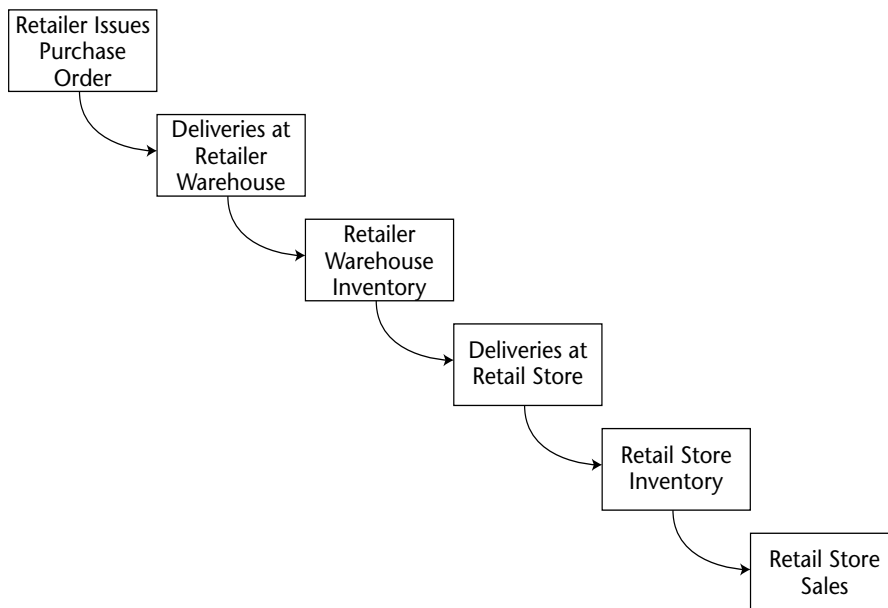 Retailer Issues
Purchase
Order
Deliveries at
Retailer
Warehouse
Retailer
Warehouse
Inventory
Deliveries at
Retail Store
Retail Store
Inventory
Retail Store
Sales